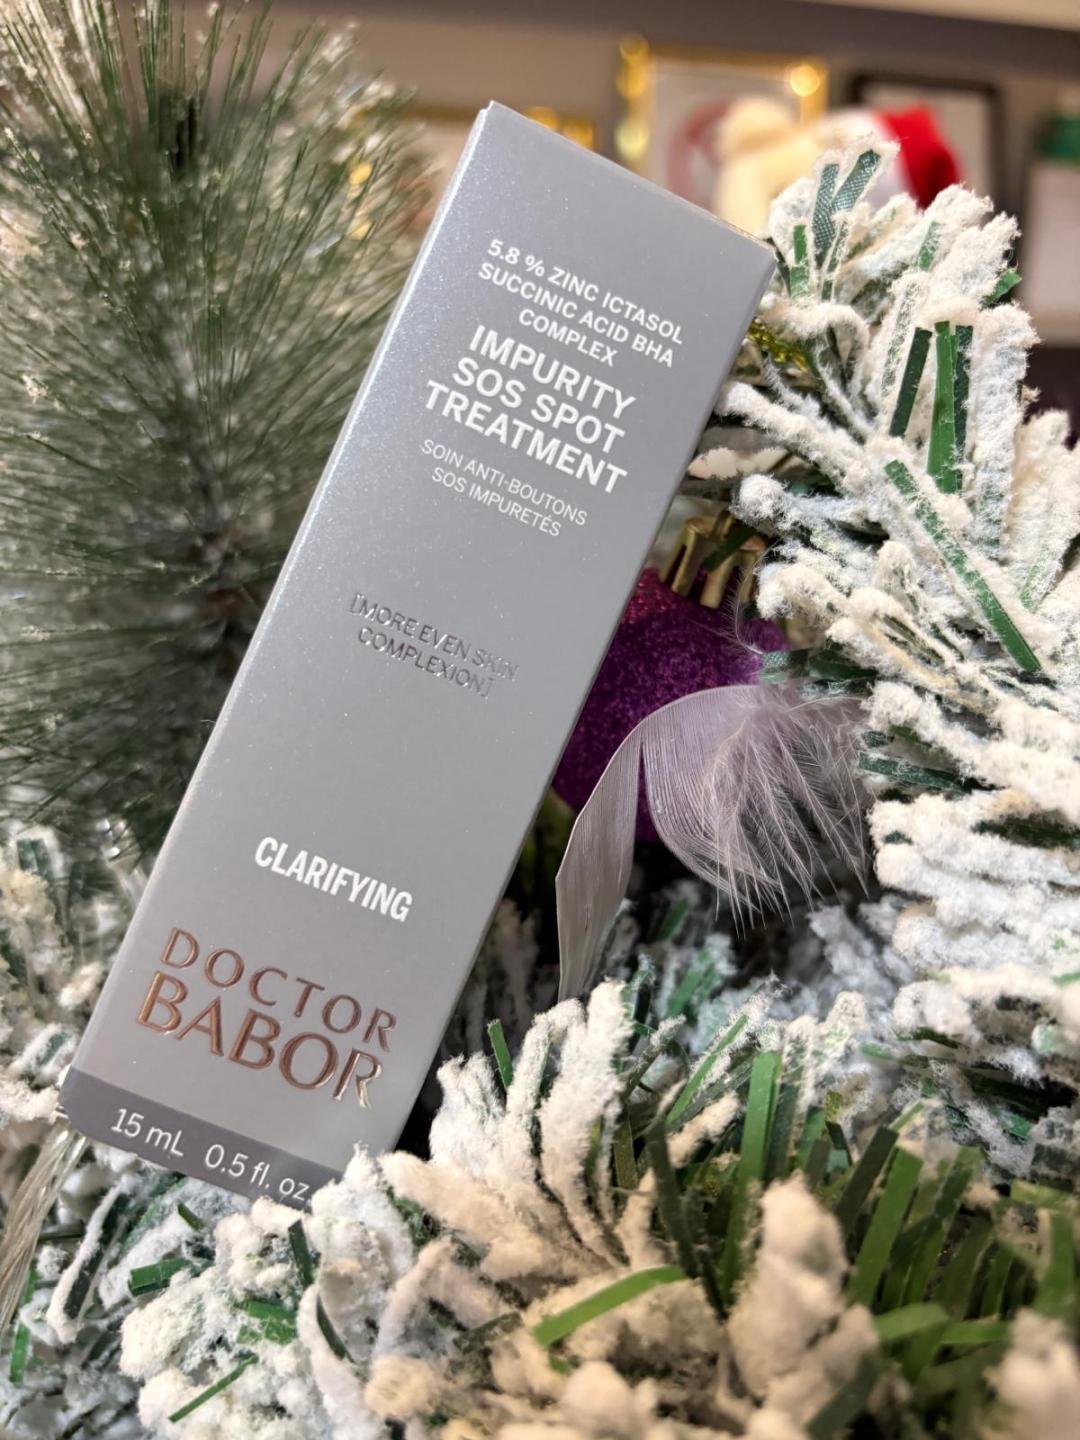 5.8 % ZINC ICTASOL
SUCCINIC ACID BHA
COMPLEX
IMPURITY
SOS SPOT
TREATMENT
SOIN ANTI-BOUTONS
SOS IMPURETÉS
[MORE EVEN SKIN
COMPLEXION]
CLARIFYING
DOCTOR
BABOR
15 mL 0.5 fl. oz.